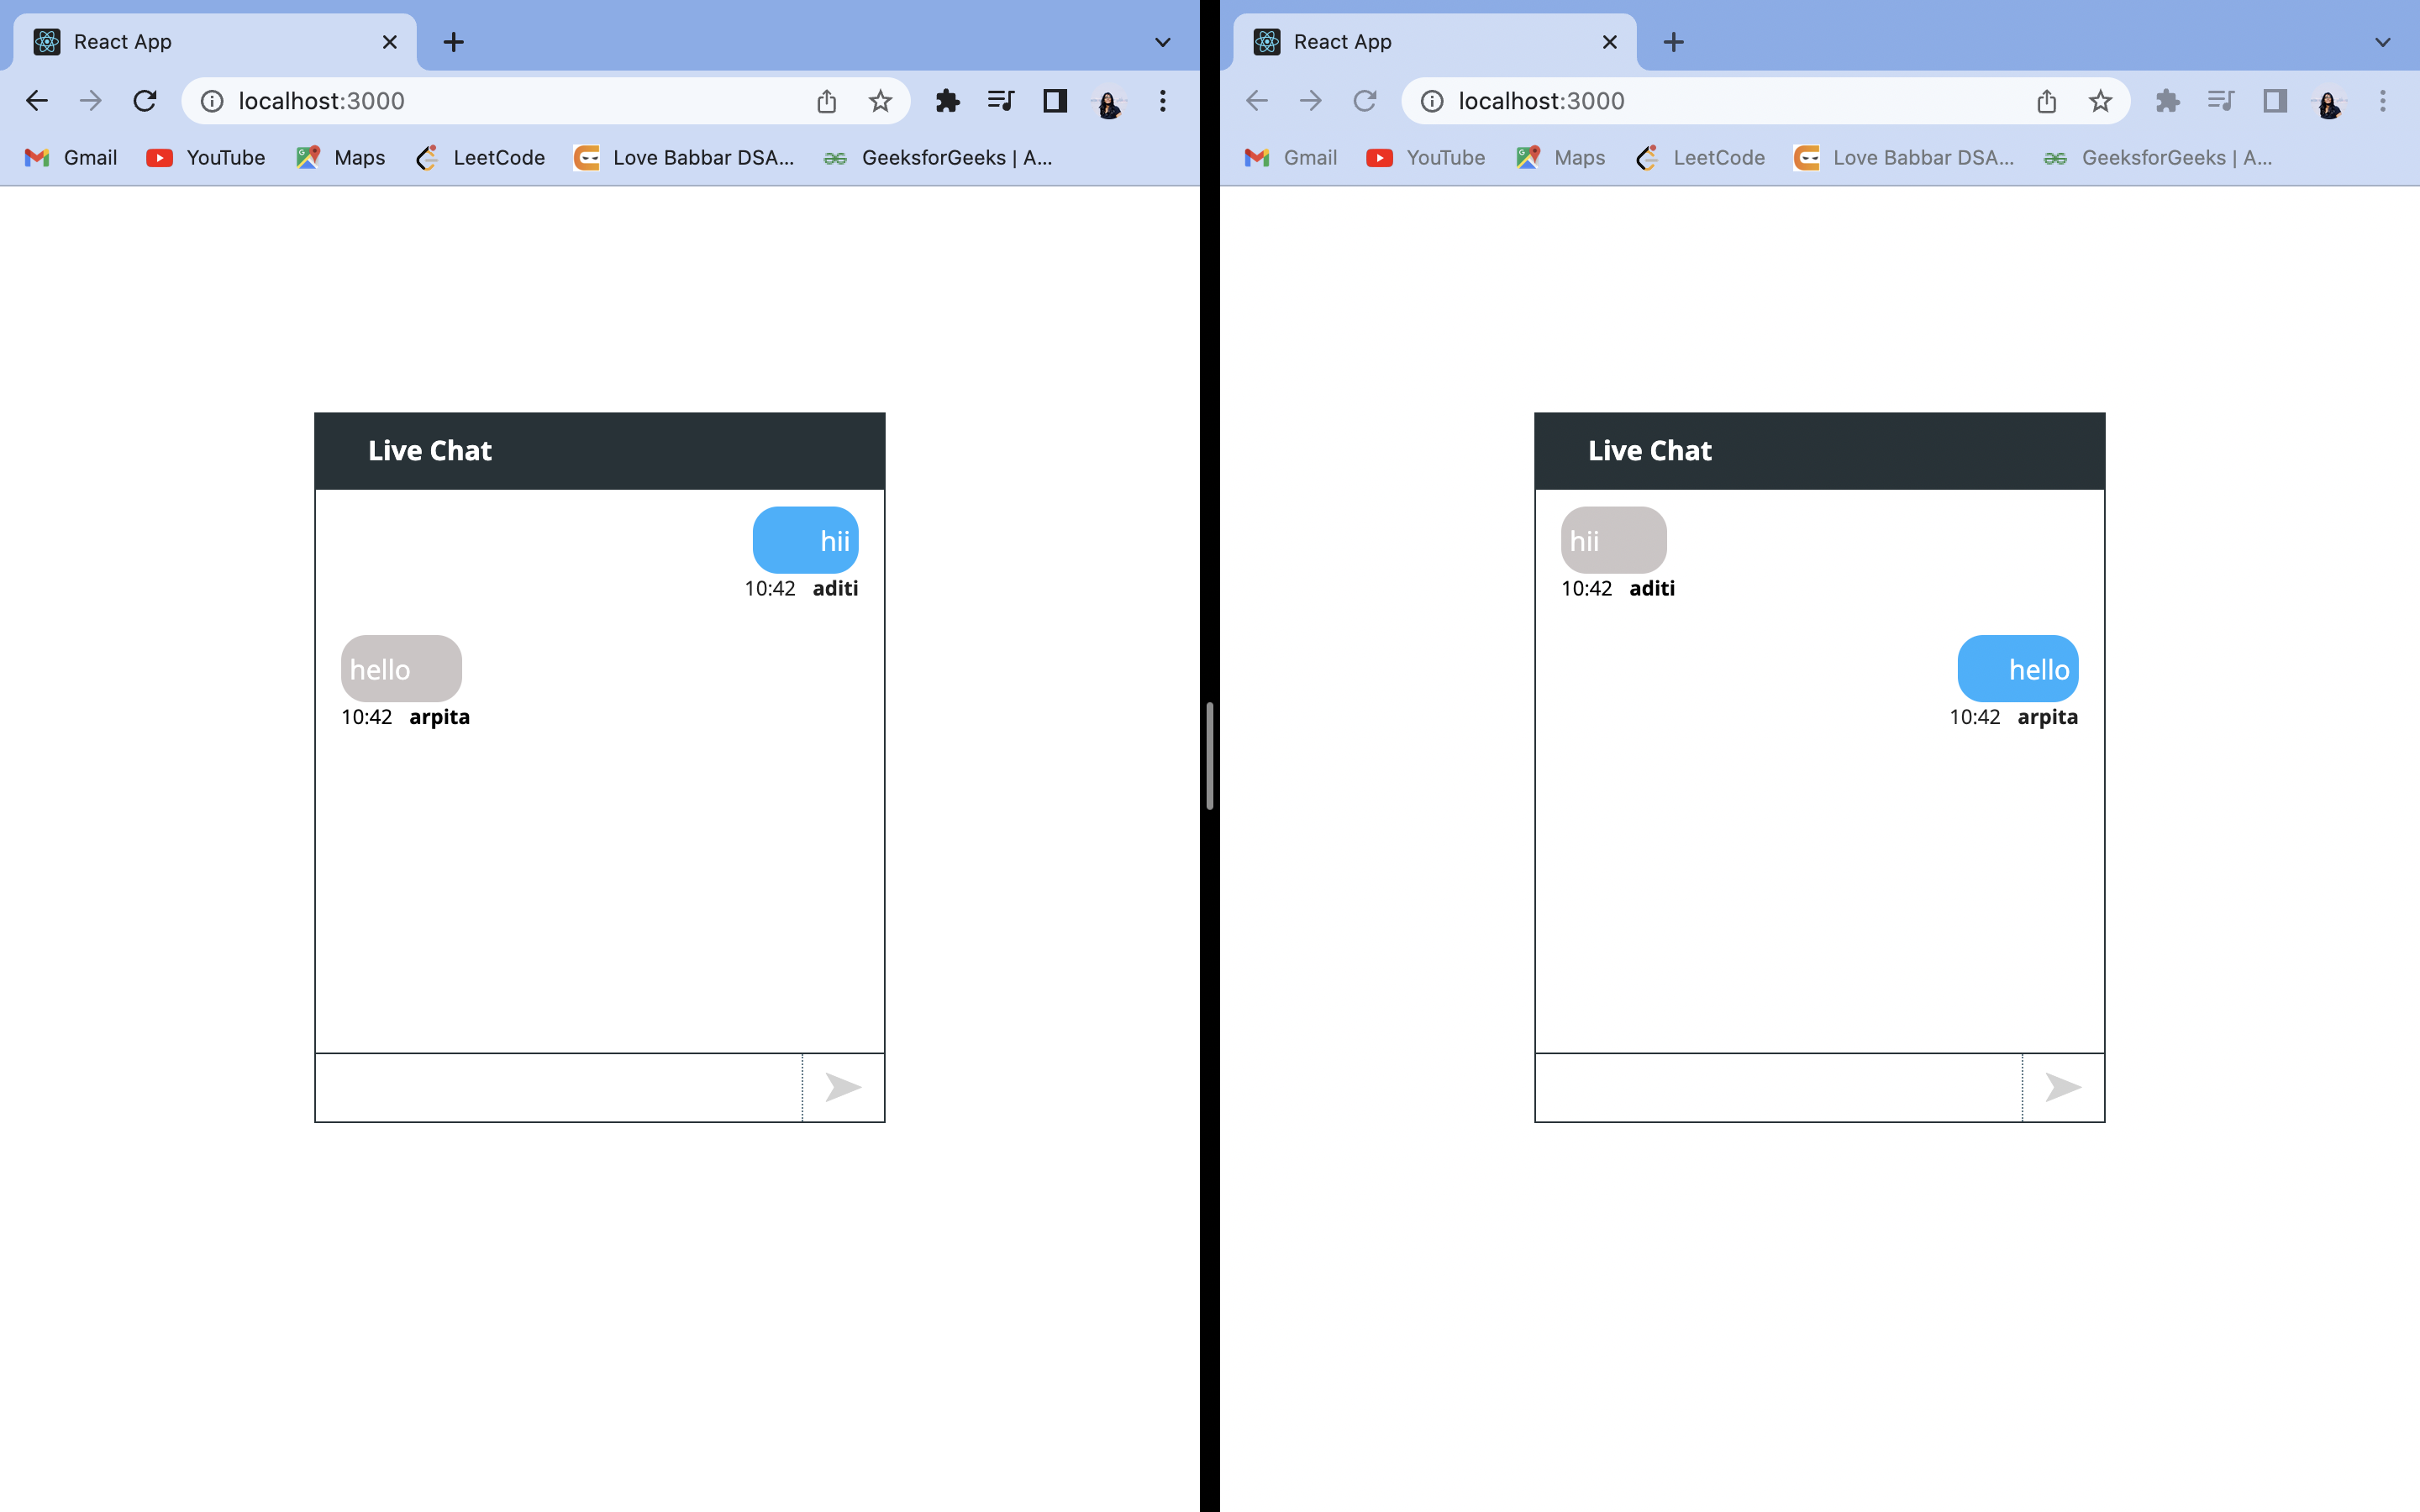 React App
localhost:3000
Gmail YouTube Maps LeetCode Love Babbar DSA... GeeksforGeeks | A...
Live Chat
hii
10:42 aditi
hello
10:42 arpita
React App
localhost:3000
Gmail YouTube Maps LeetCode Love Babbar DSA... GeeksforGeeks | A...
Live Chat
hii
10:42 aditi
hello
10:42 arpita